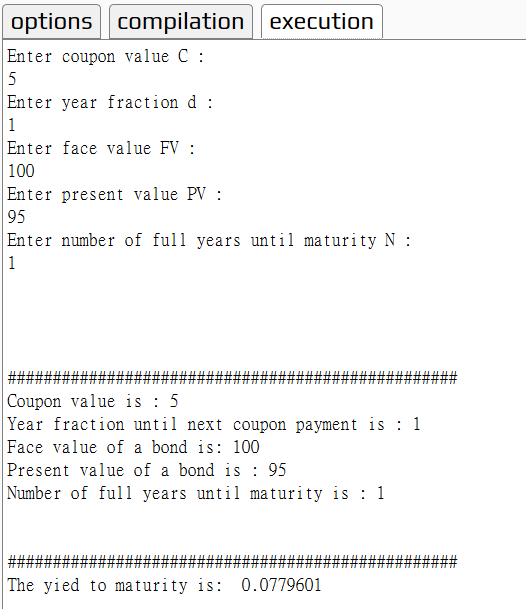 options compilation execution
Enter coupon value C :
5
Enter year fraction d :
1
Enter face value FV :
100
Enter present value PV :
95
Enter number of full years until maturity N :
1
##################################################
Coupon value is : 5
Year fraction until next coupon payment is : 1
Face value of a bond is: 100
Present value of a bond is : 95
Number of full years until maturity is : 1
##################################################
The yied to maturity is:  0.0779601